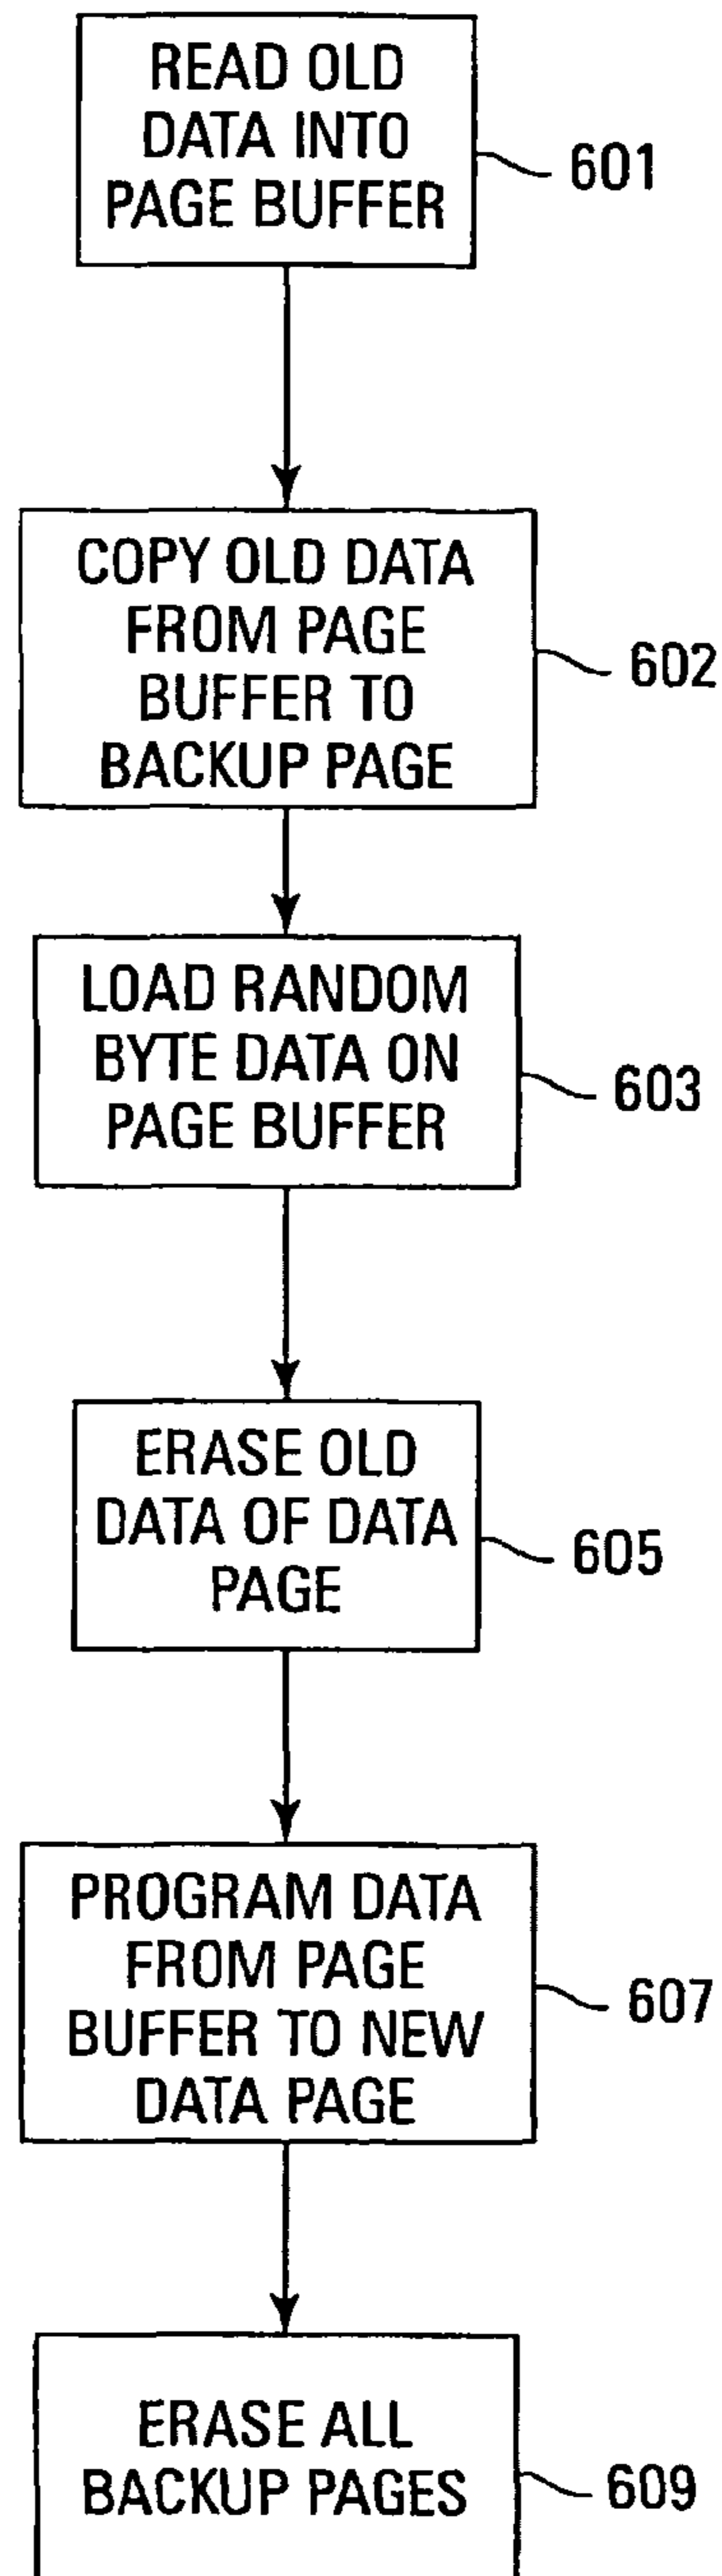 READ OLD
DATA INTO
PAGE BUFFER
601
COPY OLD DATA
FROM PAGE
BUFFER TO
BACKUP PAGE
602
LOAD RANDOM
BYTE DATA ON
PAGE BUFFER
603
ERASE OLD
DATA OF DATA
PAGE
605
PROGRAM DATA
FROM PAGE
BUFFER TO NEW
DATA PAGE
607
ERASE ALL
BACKUP PAGES
609